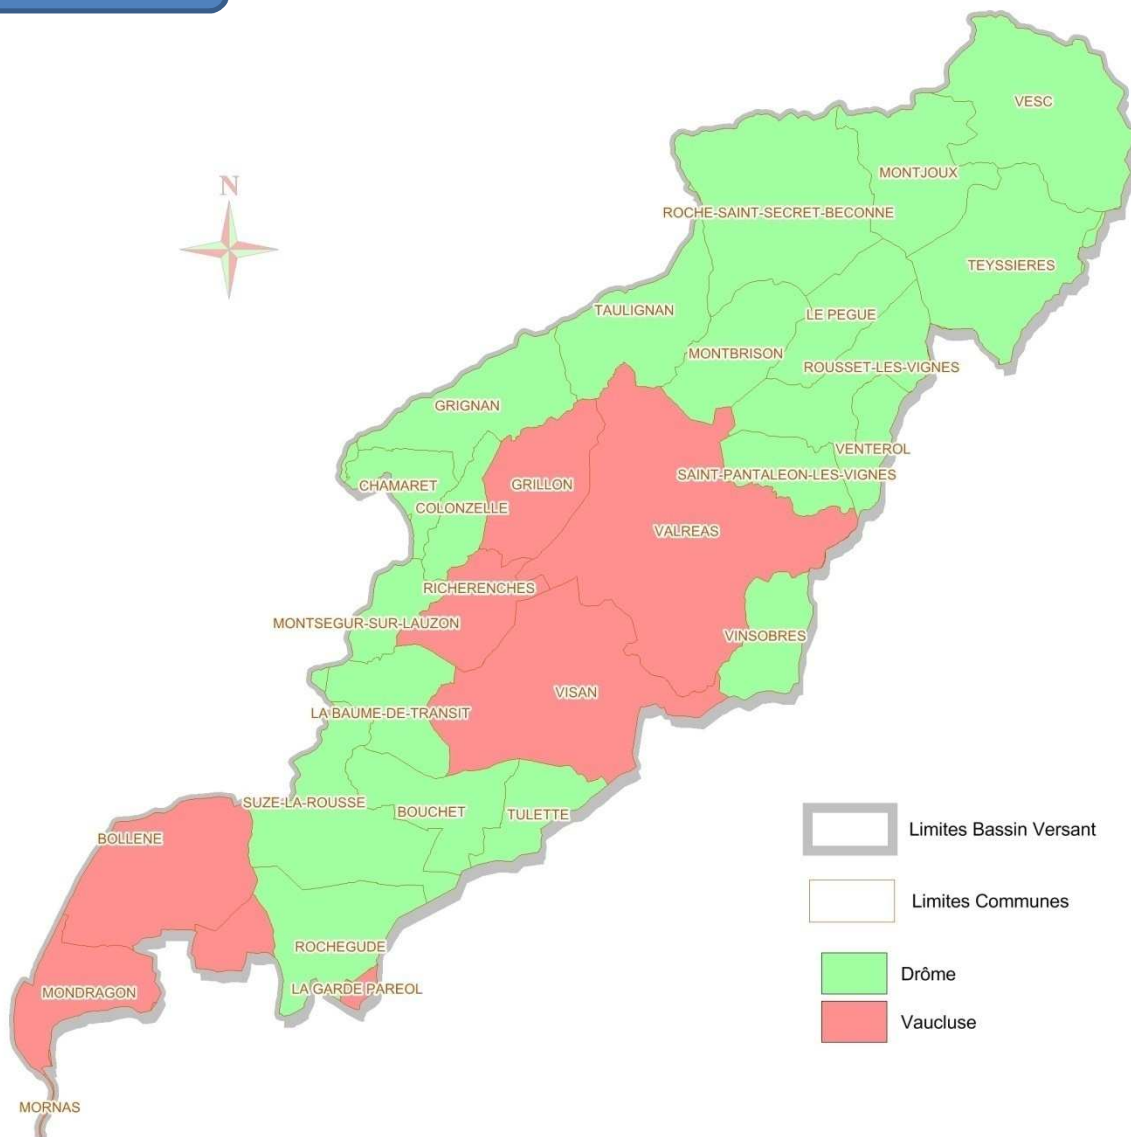 VESC
MONTJOUX
N
ROCHE-SAINT-SECRET-BECONNE
TEYSSIERES
TAULIGNAN
LE PEGUE
MONTBRISON
ROUSSET-LES-VIGNES
GRIGNAN
VENTEROL
SAINT-PANTALEON-LES-VIGNES
GRILLON
CHAMARET
COLONZELLE
VALREAS
RICHERENCHES
MONTSEGUR-SUR-LAUZON
VINSOBRES
VISAN
LA BAUME-DE-TRANSIT
SUZE-LA-ROUSSE
BOUCHET
TULETTE
BOLLENE
ROCHEGUDE
LA GARDE PAREOL
MONDRAGON
MORNAS
Limites Bassin Versant
Limites Communes
Drôme
Vaucluse